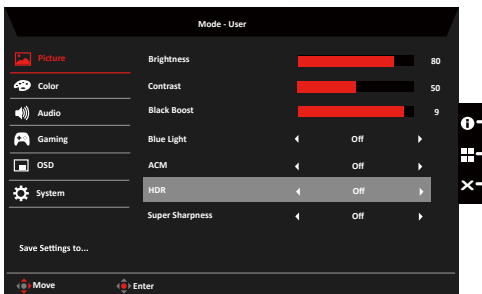 Mode - User
Picture
Color
Audio
Gaming
OSD
System
Save Settings to...
Brightness 80
Contrast 50
Black Boost 9
Blue Light Off
ACM Off
HDR Off
Super Sharpness Off
Move Enter